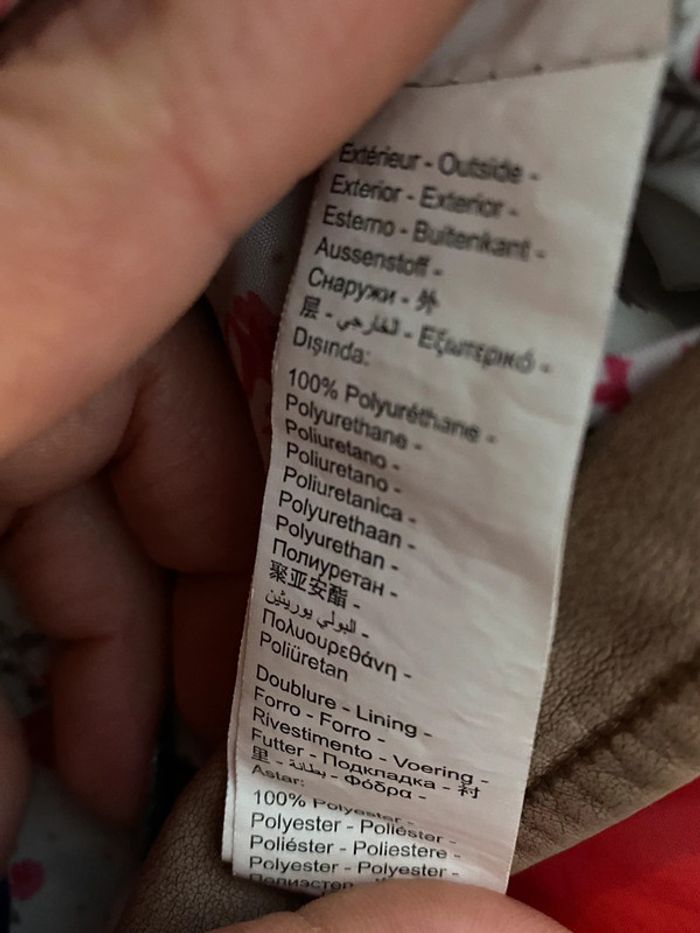 Extérieur - Outside -
Exterior - Exterior -
Esterno - Buitenkant -
Aussenstoff -
Снаружи - 外
层 - الخارجي - Εξωτερικό -
Dışında:
100% Polyuréthane -
Polyurethane -
Poliuretano -
Poliuretano -
Poliuretanica -
Polyurethaan -
Polyurethan -
Полиуретан -
聚亚安酯 -
البولي يوريثين -
Πολυουρεθάνη -
Poliüretan
Doublure - Lining -
Forro - Forro -
Rivestimento - Voering -
Futter - Подкладка - 衬
里 - بطانة - Φόδρα -
Astar:
100% Polyester -
Polyester - Poliéster -
Poliéster - Poliestere -
Polyester - Polyester -
Полиэстер